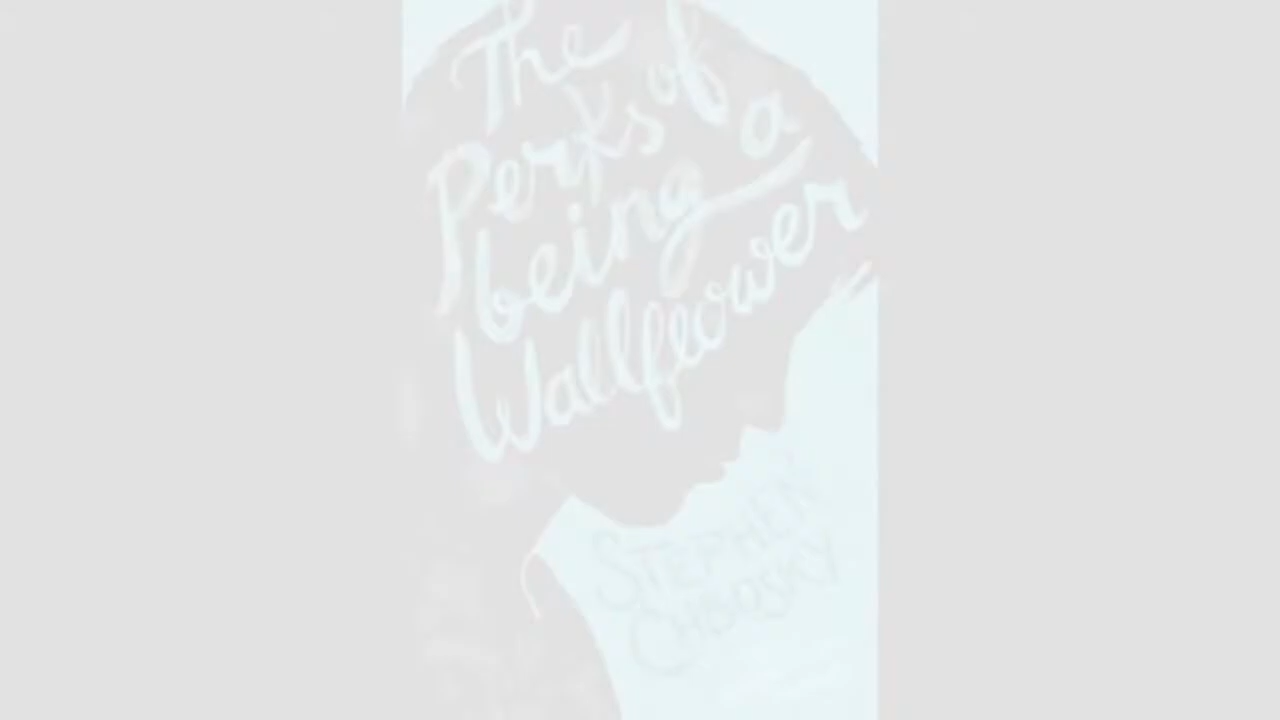 The
Perks of a
being
Wallflower
STEPHEN
CHBOSKY